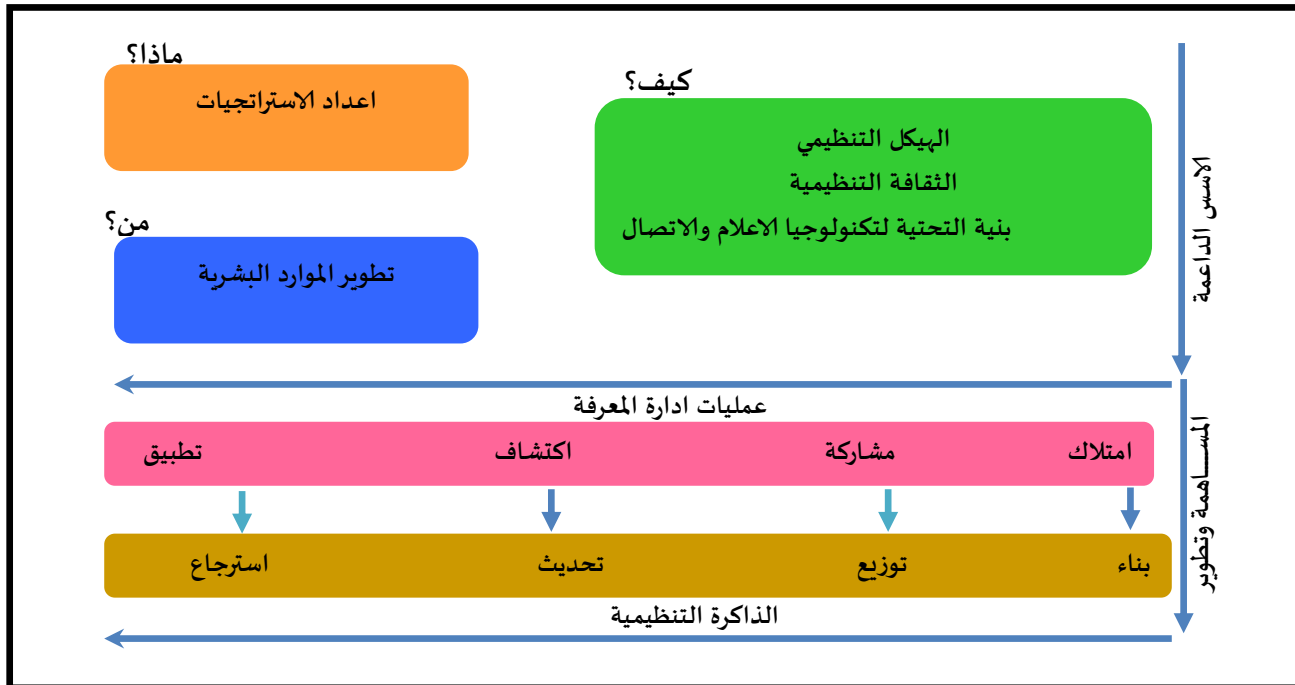 كيف؟
الهيكل التنظيمي
الثقافة التنظيمية
بنية التحتية لتكنولوجيا الاعلام والاتصال
ماذا؟
اعداد الاستراتجيات
من؟
تطوير الموارد البشرية
الاسس الداعمة
عمليات ادارة المعرفة
امتلاك مشاركة اكتشاف تطبيق
بناء توزيع تحديث استرجاع
الذاكرة التنظيمية
المســـاهمة وتطوير